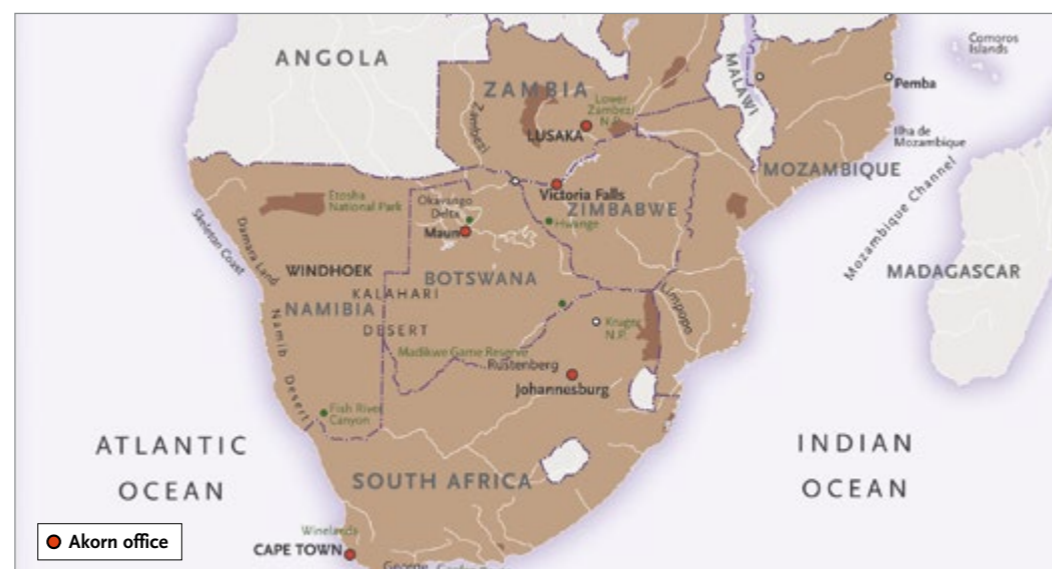 ANGOLA
Comoros
Islands
ZAMBIA
MALAWI
Pemba
Lower
Zambezi
N.P.
Zambezi
LUSAKA
Ilha de
Mozambique
MOZAMBIQUE
Mozambique Channel
Victoria Falls
Etosha
National Park
Okavango
Delta
ZIMBABWE
Hwange
Maun
Skeleton Coast
Damara Land
WINDHOEK
BOTSWANA
MADAGASCAR
KALAHARI
NAMIBIA
DESERT
Limpopo
Kruger
N.P.
Namib Desert
Madikwe Game Reserve
Rustenberg
Johannesburg
Fish River
Canyon
ATLANTIC
OCEAN
INDIAN
OCEAN
SOUTH AFRICA
Winelands
Akorn office
CAPE TOWN
George